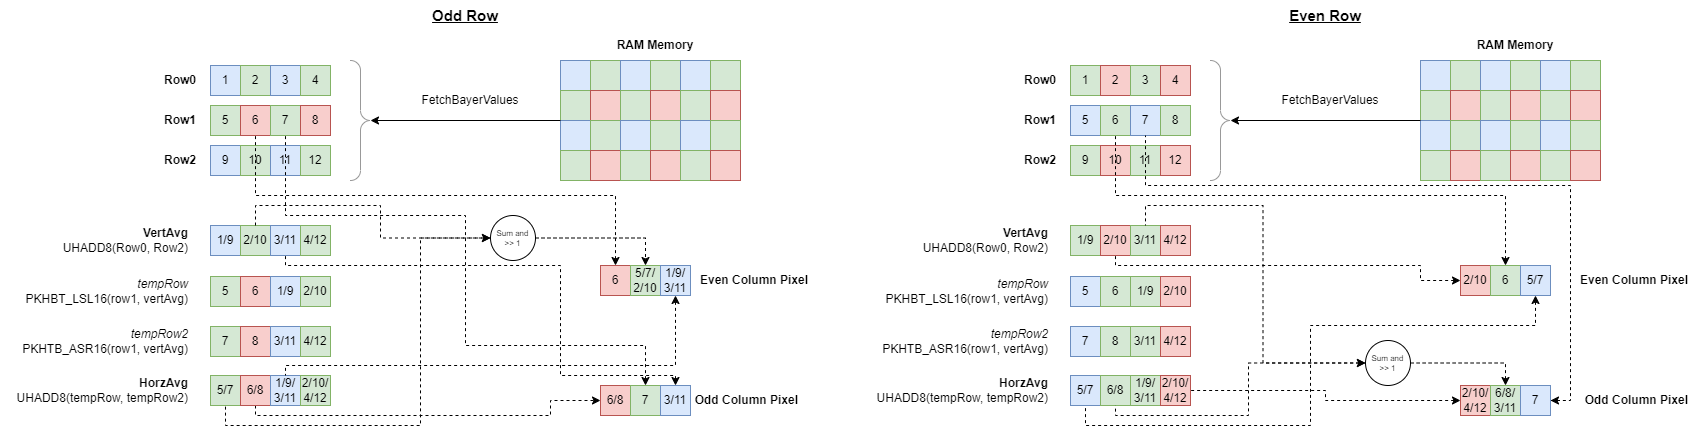 Odd Row
RAM Memory
Row0
1 2 3 4
FetchBayerValues
Row1
5 6 7 8
Row2
9 10 11 12
VertAvg
UHADD8(Row0, Row2)
1/9 2/10 3/11 4/12
Sum and
>> 1
tempRow
PKHBT_LSL16(row1, vertAvg)
5 6 1/9 2/10
6
5/7/
2/10
1/9/
3/11
Even Column Pixel
tempRow2
PKHTB_ASR16(row1, vertAvg)
7 8 3/11 4/12
HorzAvg
UHADD8(tempRow, tempRow2)
5/7 6/8
1/9/
3/11
2/10/
4/12
6/8 7 3/11
Odd Column Pixel
Even Row
RAM Memory
Row0
1 2 3 4
FetchBayerValues
Row1
5 6 7 8
Row2
9 10 11 12
VertAvg
UHADD8(Row0, Row2)
1/9 2/10 3/11 4/12
tempRow
PKHBT_LSL16(row1, vertAvg)
5 6 1/9 2/10
2/10 6 5/7
Even Column Pixel
tempRow2
PKHTB_ASR16(row1, vertAvg)
7 8 3/11 4/12
Sum and
>> 1
HorzAvg
UHADD8(tempRow, tempRow2)
5/7 6/8
1/9/
3/11
2/10/
4/12
2/10/
4/12
6/8/
3/11
7
Odd Column Pixel